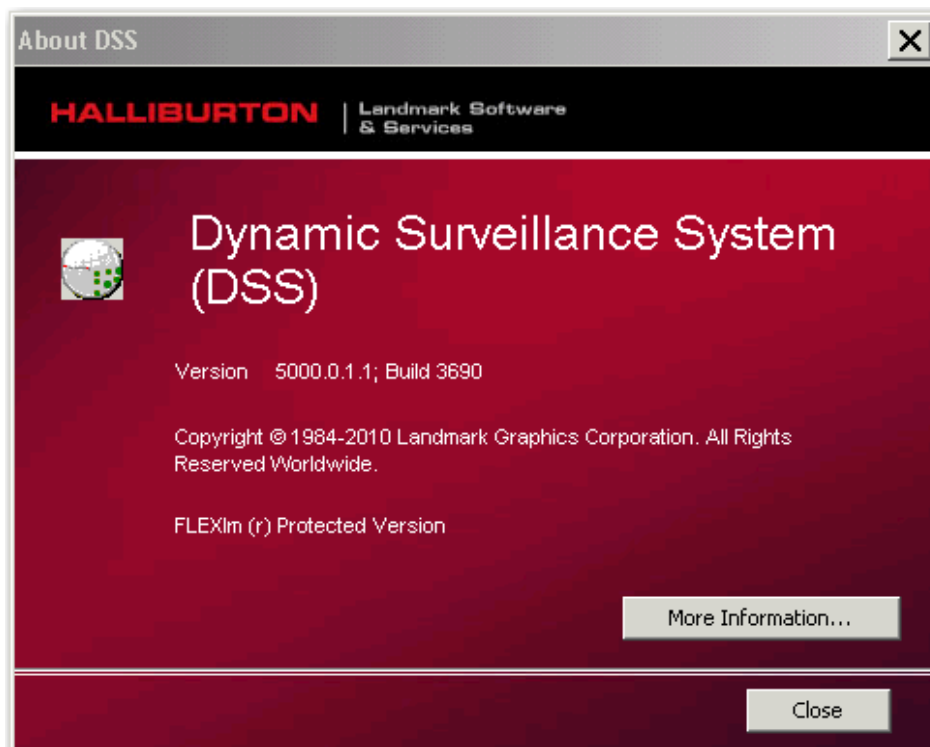 About DSS
HALLIBURTON
Landmark Software
& Services
Dynamic Surveillance System
(DSS)
Version 5000.0.1.1; Build 3690
Copyright © 1984-2010 Landmark Graphics Corporation. All Rights
Reserved Worldwide.
FLEXlm (r) Protected Version
More Information...
Close